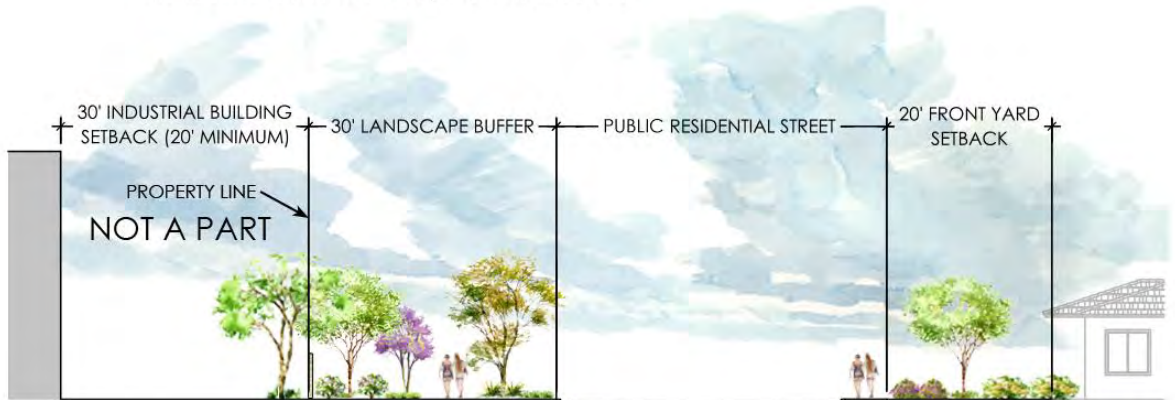 30' INDUSTRIAL BUILDING
SETBACK (20' MINIMUM)
30' LANDSCAPE BUFFER
PUBLIC RESIDENTIAL STREET
20' FRONT YARD
SETBACK
PROPERTY LINE
NOT A PART